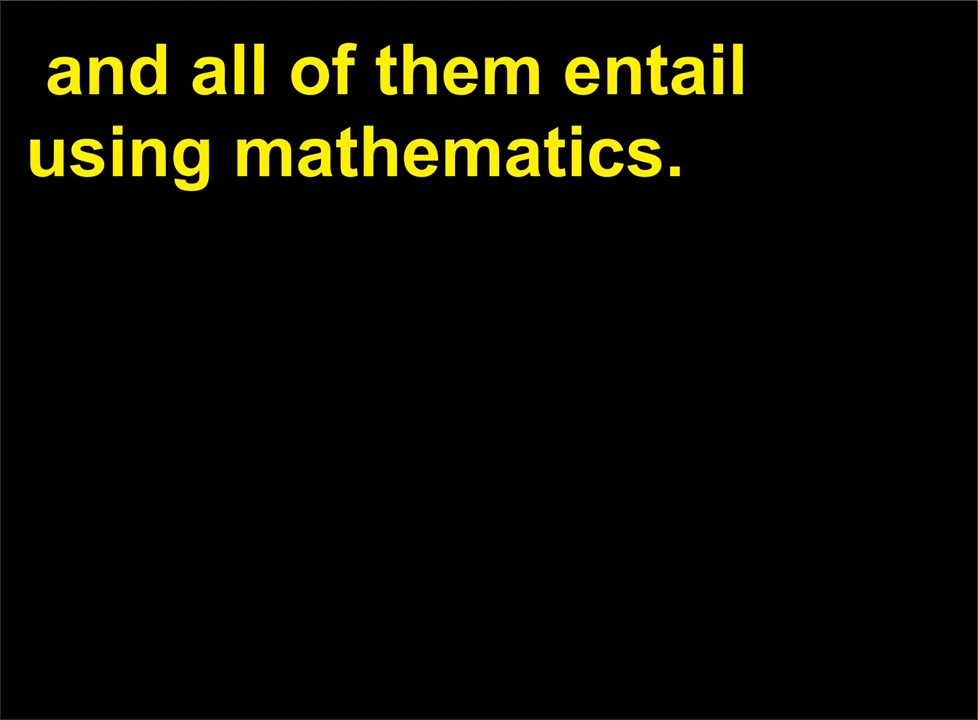 and all of them entail
using mathematics.